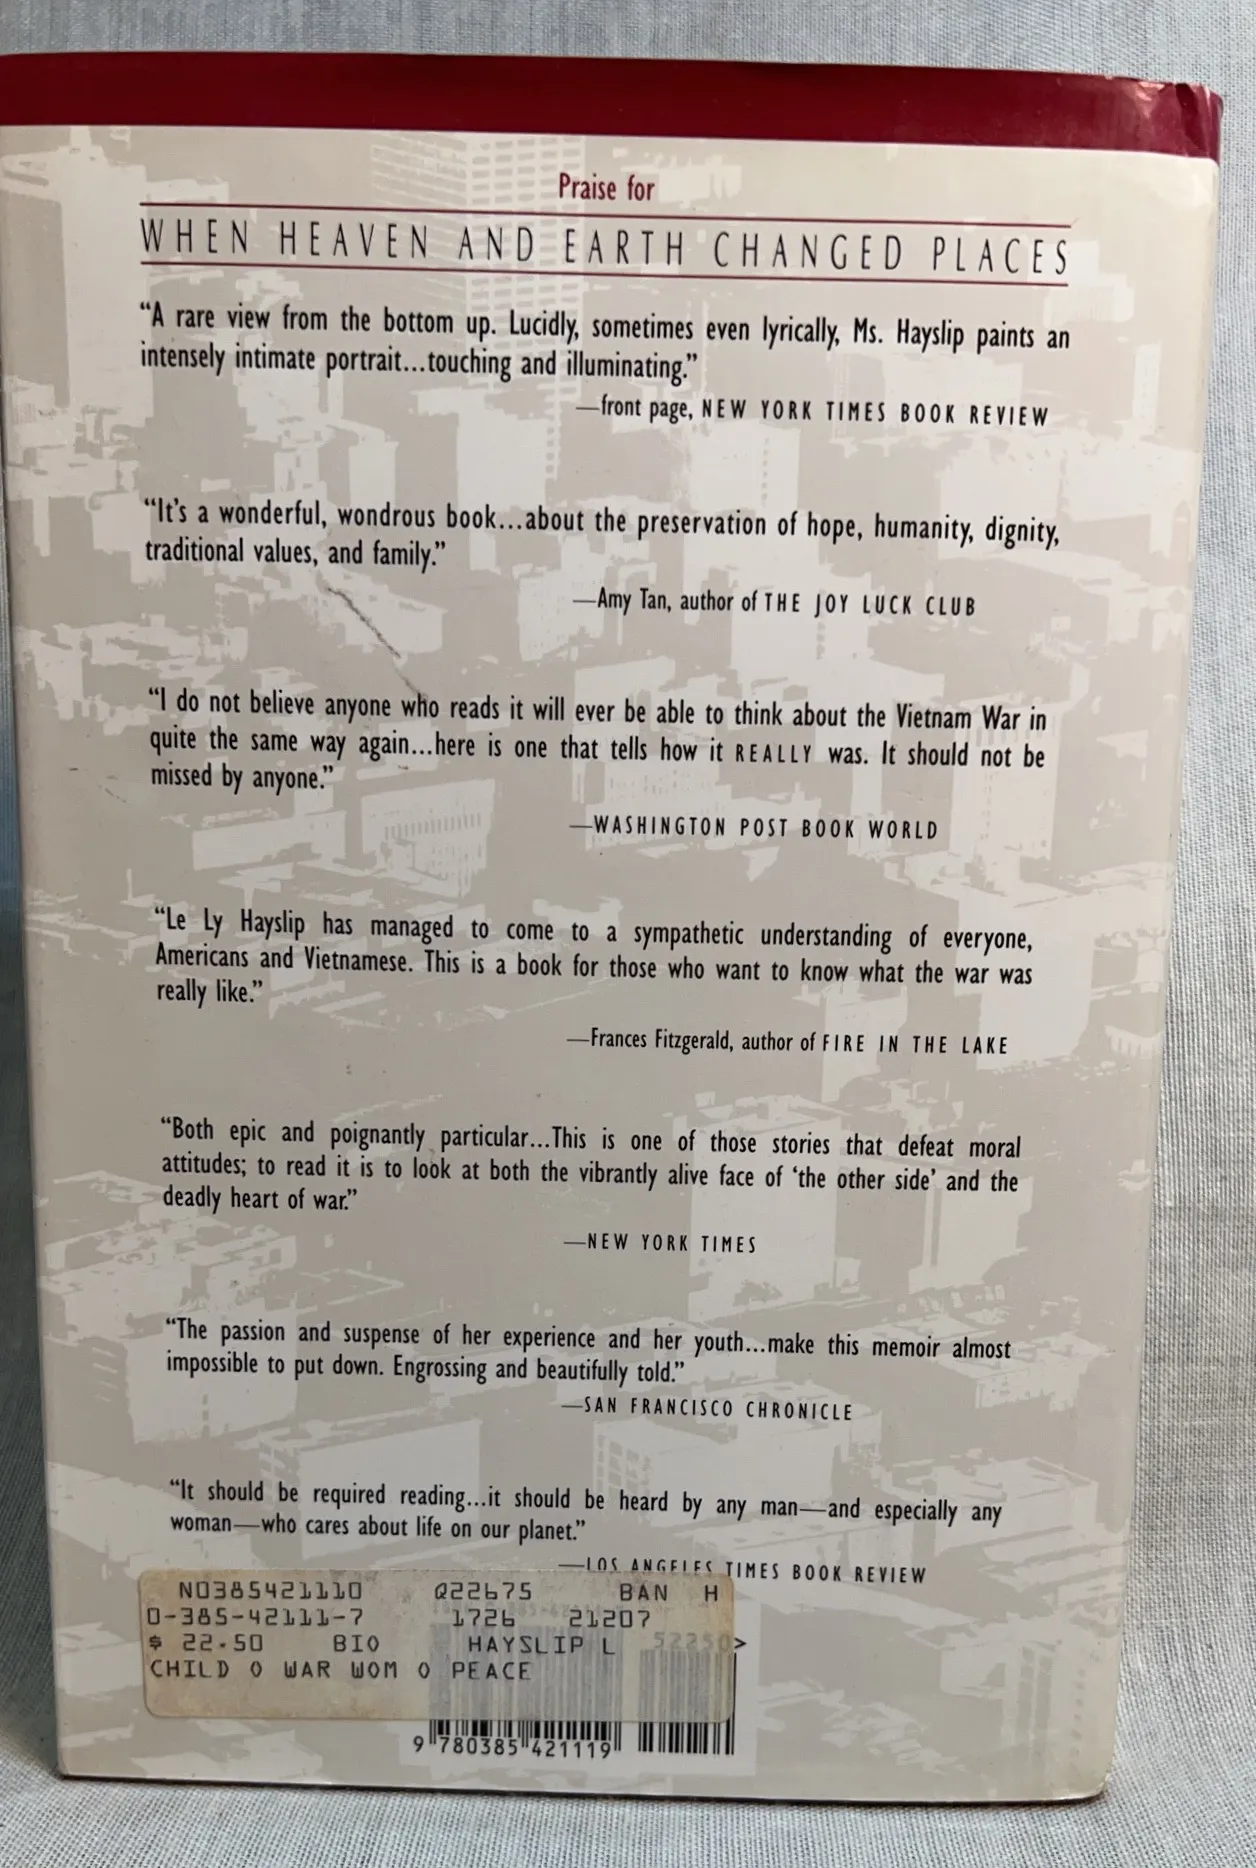 Praise for
WHEN HEAVEN AND EARTH CHANGED PLACES
“A rare view from the bottom up. Lucidly, sometimes even lyrically, Ms. Hayslip paints an
intensely intimate portrait...touching and illuminating.”
—front page, NEW YORK TIMES BOOK REVIEW
“It’s a wonderful, wondrous book...about the preservation of hope, humanity, dignity,
traditional values, and family.”
—Amy Tan, author of THE JOY LUCK CLUB
“I do not believe anyone who reads it will ever be able to think about the Vietnam War in
quite the same way again...here is one that tells how it REALLY was. It should not be
missed by anyone.”
—WASHINGTON POST BOOK WORLD
“Le Ly Hayslip has managed to come to a sympathetic understanding of everyone,
Americans and Vietnamese. This is a book for those who want to know what the war was
really like.”
—Frances Fitzgerald, author of FIRE IN THE LAKE
“Both epic and poignantly particular...This is one of those stories that defeat moral
attitudes; to read it is to look at both the vibrantly alive face of ‘the other side’ and the
deadly heart of war.”
—NEW YORK TIMES
“The passion and suspense of her experience and her youth...make this memoir almost
impossible to put down. Engrossing and beautifully told.”
—SAN FRANCISCO CHRONICLE
“It should be required reading...it should be heard by any man—and especially any
woman—who cares about life on our planet.”
—LOS ANGELES TIMES BOOK REVIEW
N0385421110 Q22675 BAN H
0-385-42111-7 1726 21207
$ 22.50 BIO HAYSLIP L 52250>
CHILD O WAR WOM O PEACE
9 780385 421119